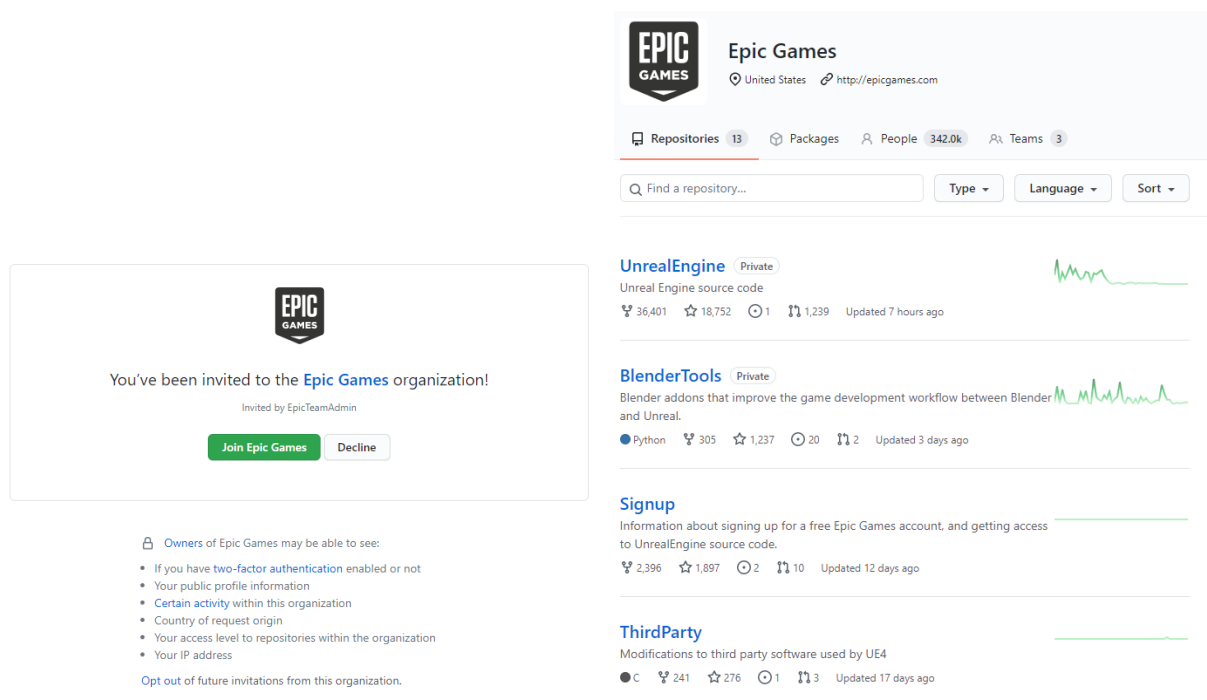 EPIC
GAMES
You've been invited to the Epic Games organization!
Invited by EpicTeamAdmin
Join Epic Games
Decline
Owners of Epic Games may be able to see:
If you have two-factor authentication enabled or not
Your public profile information
Certain activity within this organization
Country of request origin
Your access level to repositories within the organization
Your IP address
Opt out of future invitations from this organization.
EPIC
GAMES
Epic Games
United States http://epicgames.com
Repositories 13 Packages People 342.0k Teams 3
Find a repository... Type Language Sort
UnrealEngine Private
Unreal Engine source code
36,401 18,752 1 1,239 Updated 7 hours ago
BlenderTools Private
Blender addons that improve the game development workflow between Blender
and Unreal.
Python 305 1,237 20 2 Updated 3 days ago
Signup
Information about signing up for a free Epic Games account, and getting access
to UnrealEngine source code.
2,396 1,897 2 10 Updated 12 days ago
ThirdParty
Modifications to third party software used by UE4
C 241 276 1 3 Updated 17 days ago